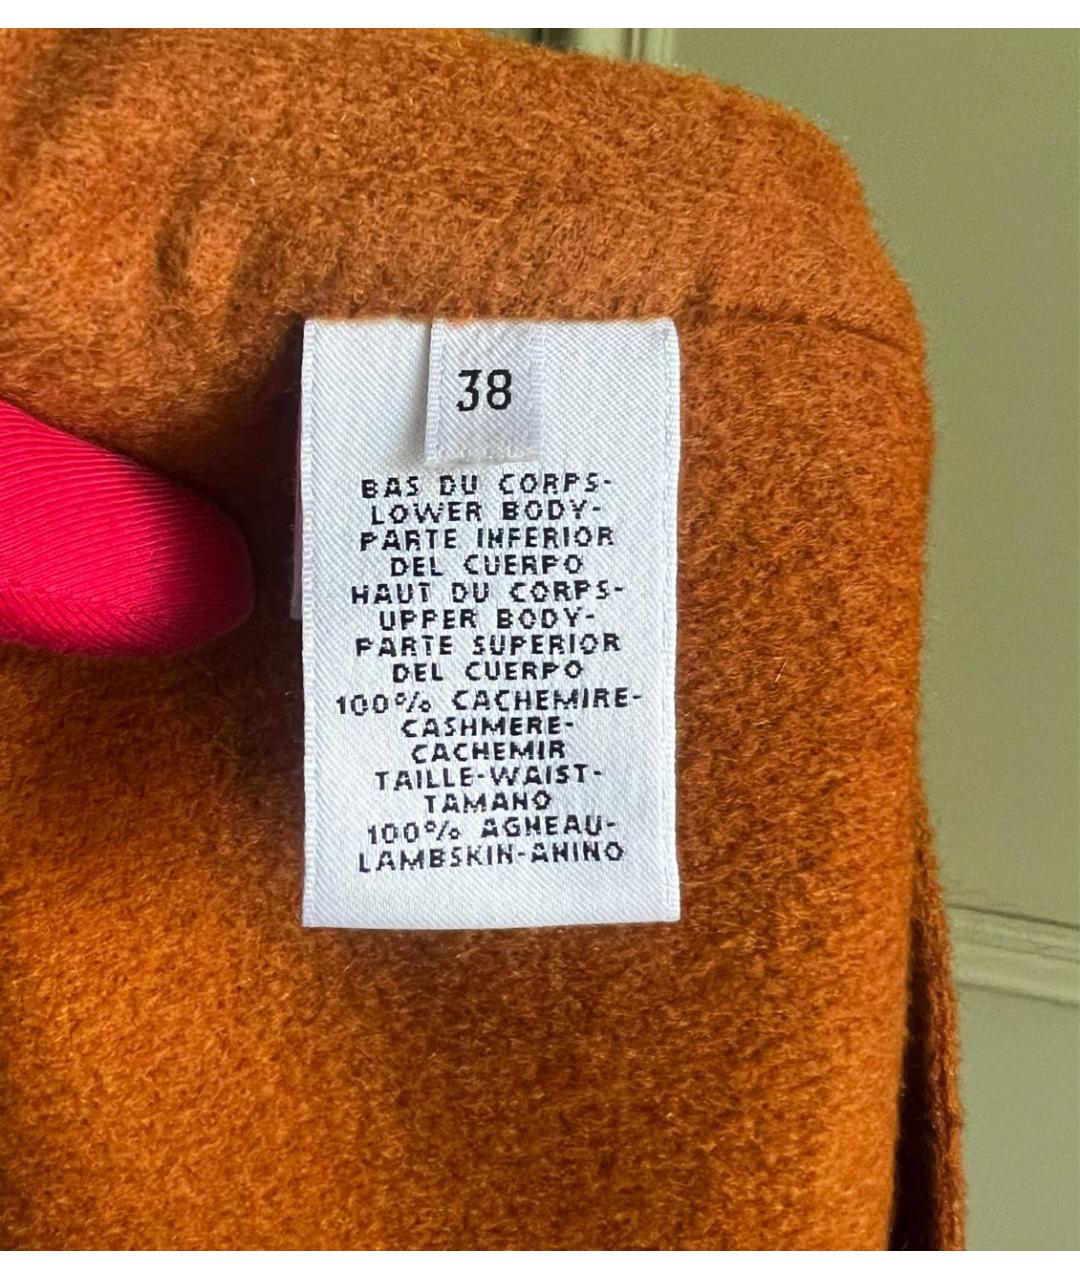 38
BAS DU CORPS-
LOWER BODY-
PARTE INFERIOR
DEL CUERPO
HAUT DU CORPS-
UPPER BODY-
PARTE SUPERIOR
DEL CUERPO
100% CACHEMIRE-
CASHMERE-
CACHEMIR
TAILLE-WAIST-
TAMANO
100% AGNEAU-
LAMBSKIN-ANINO